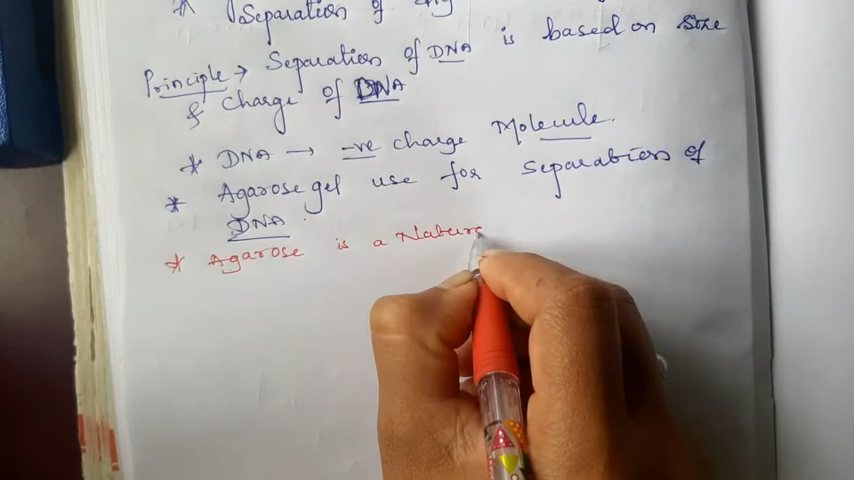 * Separation of
Principle → Separation of DNA is based on Size
& Charge of DNA
* DNA → -ve charge Molecule.
* Agarose gel use for Separation of
DNA.
* Agarose is a Natur